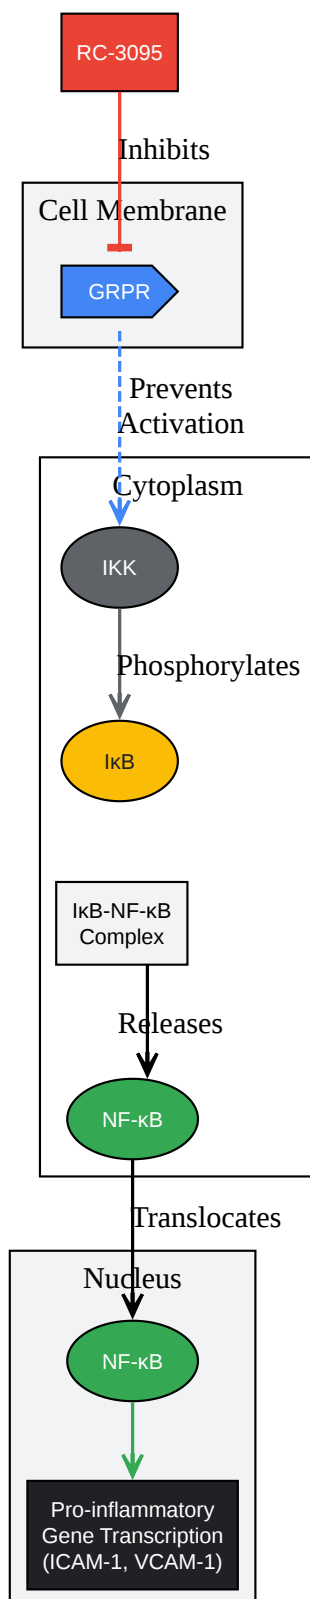 RC-3095
Inhibits
Cell Membrane
GRPR
Prevents
Activation
Cytoplasm
IKK
Phosphorylates
IκB
IκB-NF-κB
Complex
Releases
NF-κB
Translocates
Nucleus
NF-κB
Pro-inflammatory
Gene Transcription
(ICAM-1, VCAM-1)